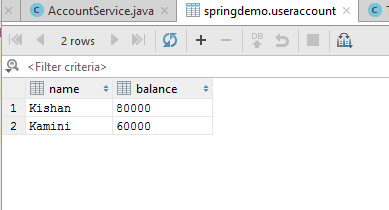 AccountService.java springdemo.useraccount
2 rows DB
<Filter criteria>
name balance
1 Kishan 80000
2 Kamini 60000